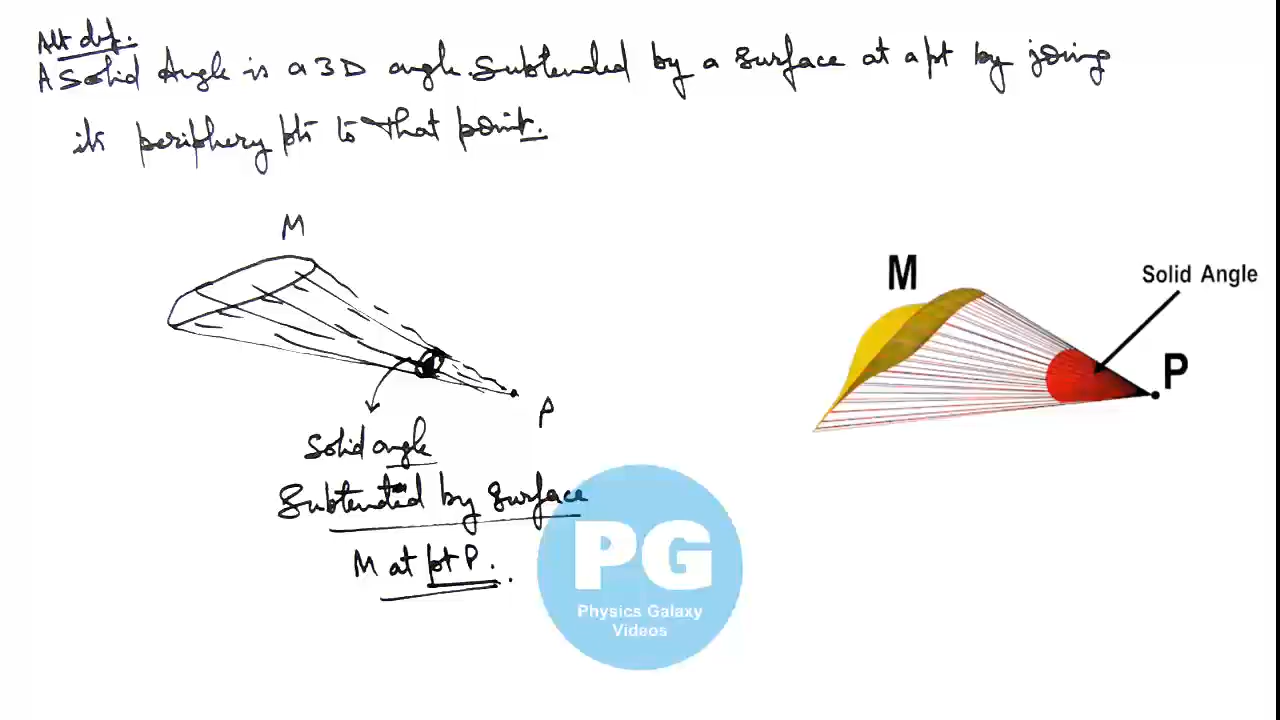 Alt def.
A Solid Angle is a 3D angle. Subtended by a surface at a pt by joing
its periphery pts to that point.
M
P
Solid angle
Subtended by Surface
M at pt P.
M
Solid Angle
P
PG
Physics Galaxy
Videos